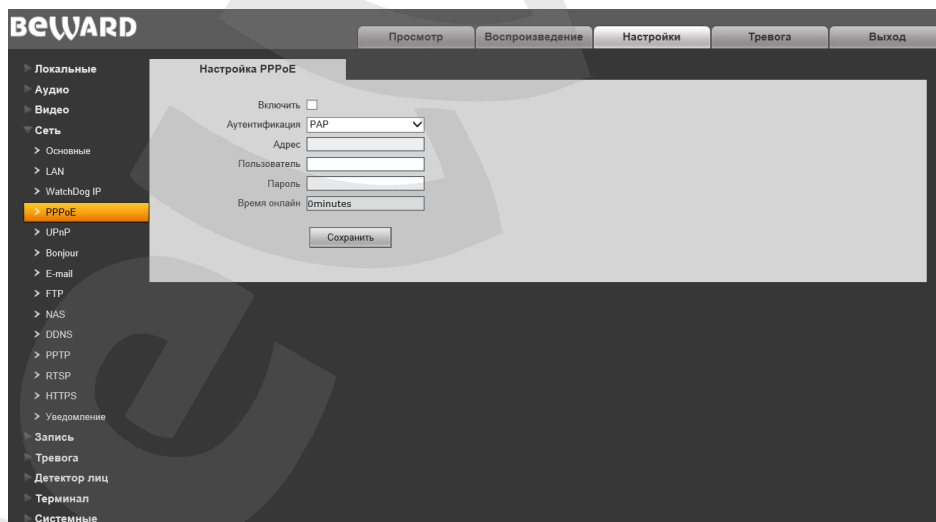 BEWARD
Просмотр
Воспроизведение
Настройки
Тревога
Выход
Локальные
Аудио
Видео
Сеть
Основные
LAN
WatchDog IP
PPPoE
UPnP
Bonjour
E-mail
FTP
NAS
DDNS
PPTP
RTSP
HTTPS
Уведомление
Запись
Тревога
Детектор лиц
Терминал
Системные
Настройка PPPoE
Включить
Аутентификация PAP
Адрес
Пользователь
Пароль
Время онлайн 0minutes
Сохранить